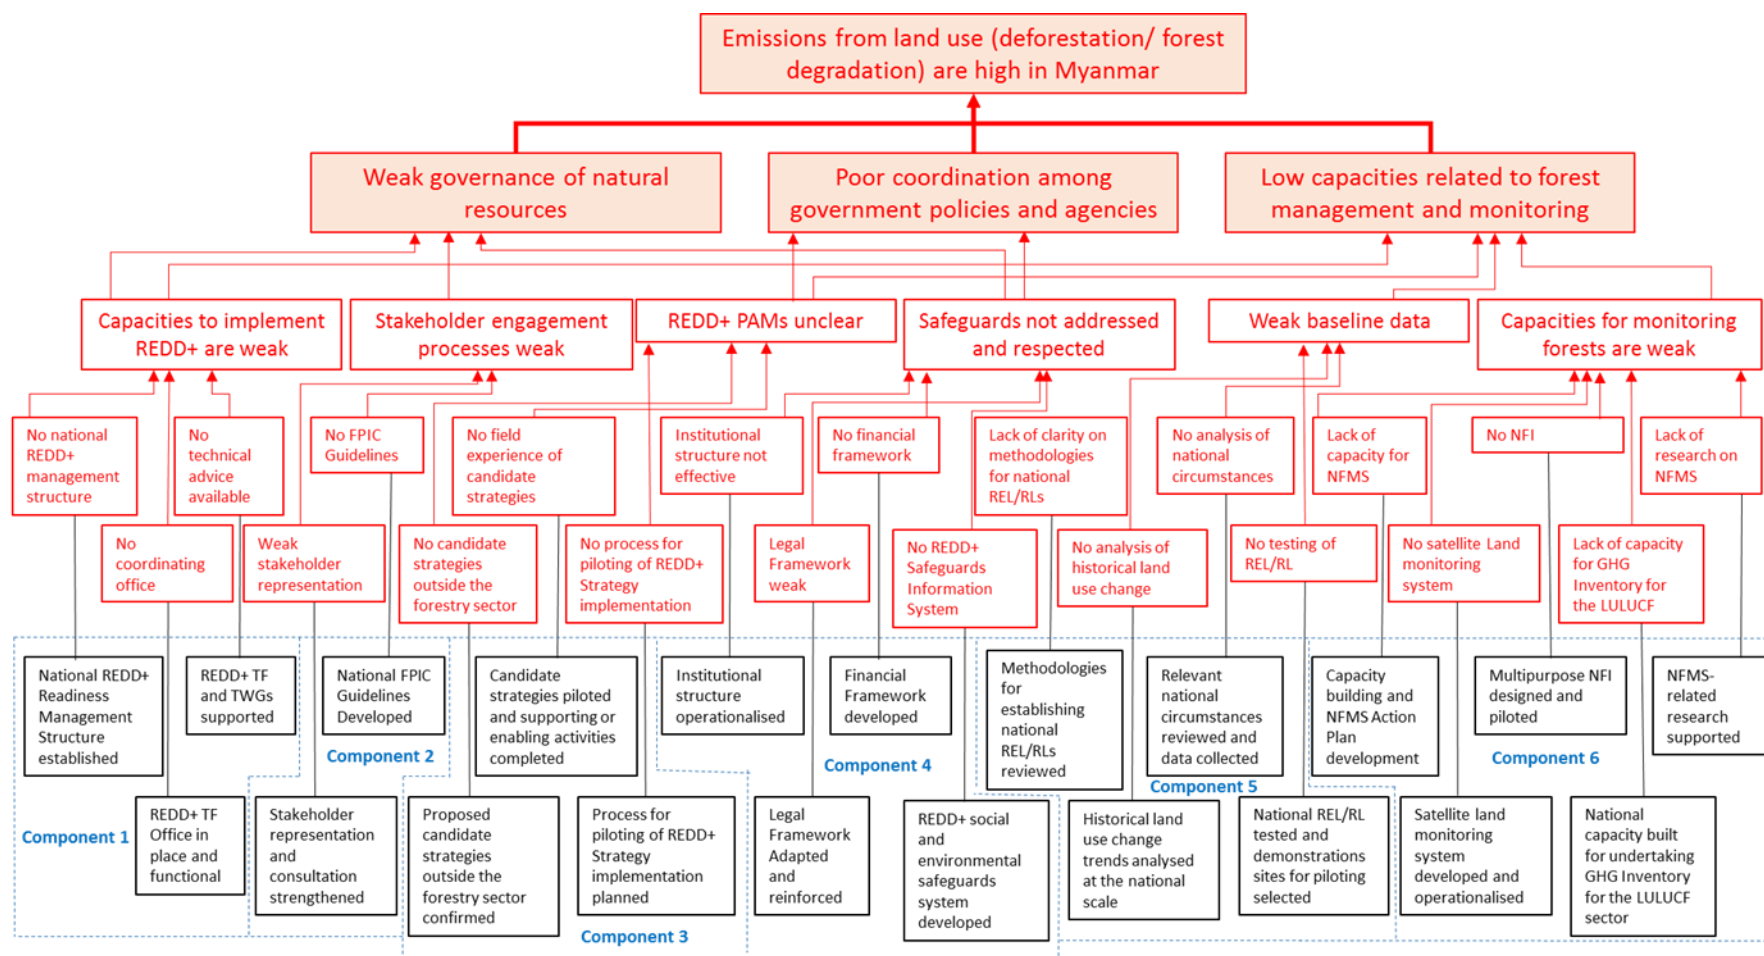 Emissions from land use (deforestation/ forest
degradation) are high in Myanmar
Weak governance of natural
resources
Poor coordination among
government policies and agencies
Low capacities related to forest
management and monitoring
Capacities to implement
REDD+ are weak
Stakeholder engagement
processes weak
REDD+ PAMs unclear
Safeguards not addressed
and respected
Weak baseline data
Capacities for monitoring
forests are weak
No national
REDD+
management
structure
No
technical
advice
available
No FPIC
Guidelines
No field
experience of
candidate
strategies
Institutional
structure not
effective
No financial
framework
Lack of clarity on
methodologies
for national
REL/RLs
No analysis of
national
circumstances
Lack of
capacity for
NFMS
No NFI
Lack of
research on
NFMS
No
coordinating
office
Weak
stakeholder
representation
No candidate
strategies
outside the
forestry sector
No process for
piloting of REDD+
Strategy
implementation
Legal
Framework
weak
No REDD+
Safeguards
Information
System
No analysis of
historical land
use change
No testing of
REL/RL
No satellite Land
monitoring
system
Lack of capacity
for GHG
Inventory for
the LULUCF
National REDD+
Readiness
Management
Structure
established
REDD+ TF
and TWGs
supported
National FPIC
Guidelines
Developed
Candidate
strategies piloted
and supporting or
enabling activities
completed
Institutional
structure
operationalised
Financial
Framework
developed
Methodologies
for
establishing
national
REL/RLs
reviewed
Relevant
national
circumstances
reviewed and
data collected
Capacity
building and
NFMS Action
Plan
development
Multipurpose NFI
designed and
piloted
NFMS-
related
research
supported
Component 2
Component 4
Component 5
Component 6
Component 1
REDD+ TF
Office in
place and
functional
Stakeholder
representation
and
consultation
strengthened
Proposed
candidate
strategies
outside the
forestry sector
confirmed
Process for
piloting of REDD+
Strategy
implementation
planned
Legal
Framework
Adapted
and
reinforced
REDD+ social
and
environmental
safeguards
system
developed
Historical land
use change
trends analysed
at the national
scale
National REL/RL
tested and
demonstrations
sites for piloting
selected
Satellite land
monitoring
system
developed and
operationalised
National
capacity built
for undertaking
GHG Inventory
for the LULUCF
sector
Component 3